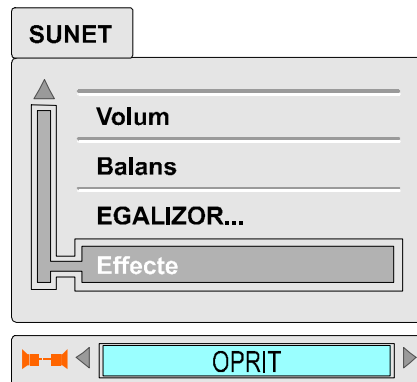 SUNET
Volum
Balans
EGALIZOR...
Effecte
OPRIT